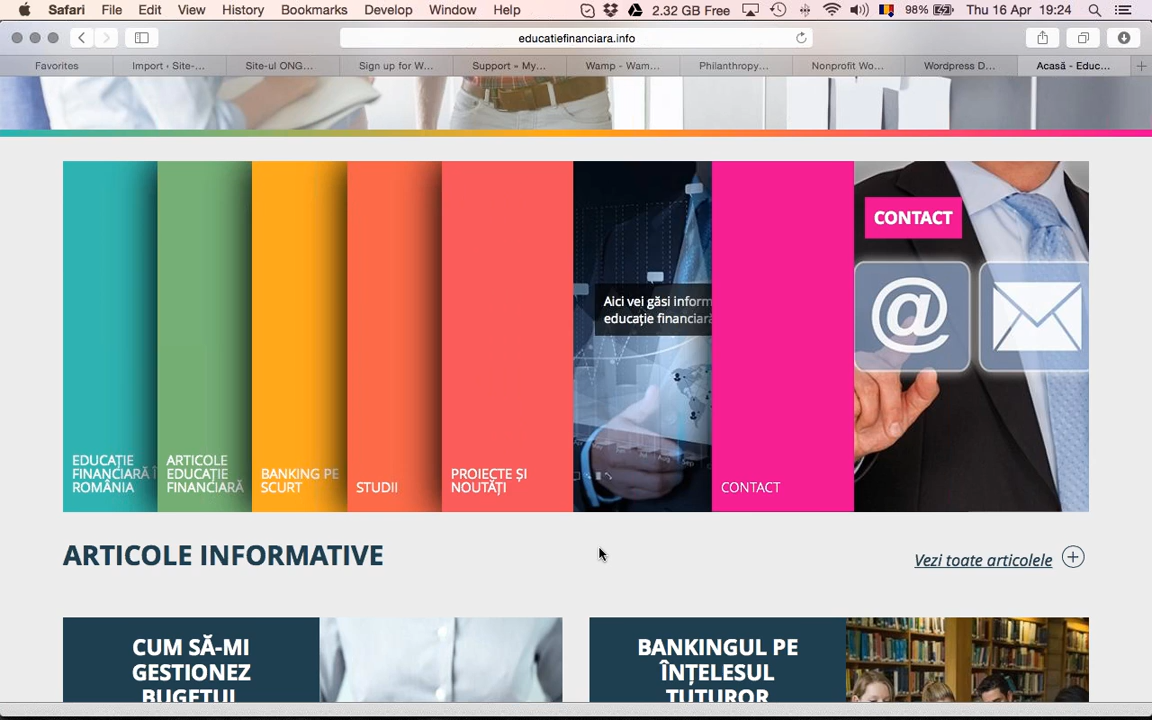 Safari File Edit View History Bookmarks Develop Window Help 2.32 GB Free 98% Thu 16 Apr 19:24
educatiefinanciara.info
Favorites Import ‹ Site-... Site-ul ONG... Sign up for W... Support « My... Wamp - Wam... Philanthropy... Nonprofit Wo... Wordpress D... Acasă - Educ...
CONTACT
@
Aici vei găsi inform
educație financiar
EDUCAȚIE
FINANCIARĂ Î
ROMÂNIA
ARTICOLE
EDUCAȚIE
FINANCIARĂ
BANKING PE
SCURT
STUDII
PROIECTE ȘI
NOUTĂȚI
CONTACT
ARTICOLE INFORMATIVE
Vezi toate articolele
CUM SĂ-MI
GESTIONEZ
BUGETUL
BANKINGUL PE
ÎNȚELESUL
TUTUROR